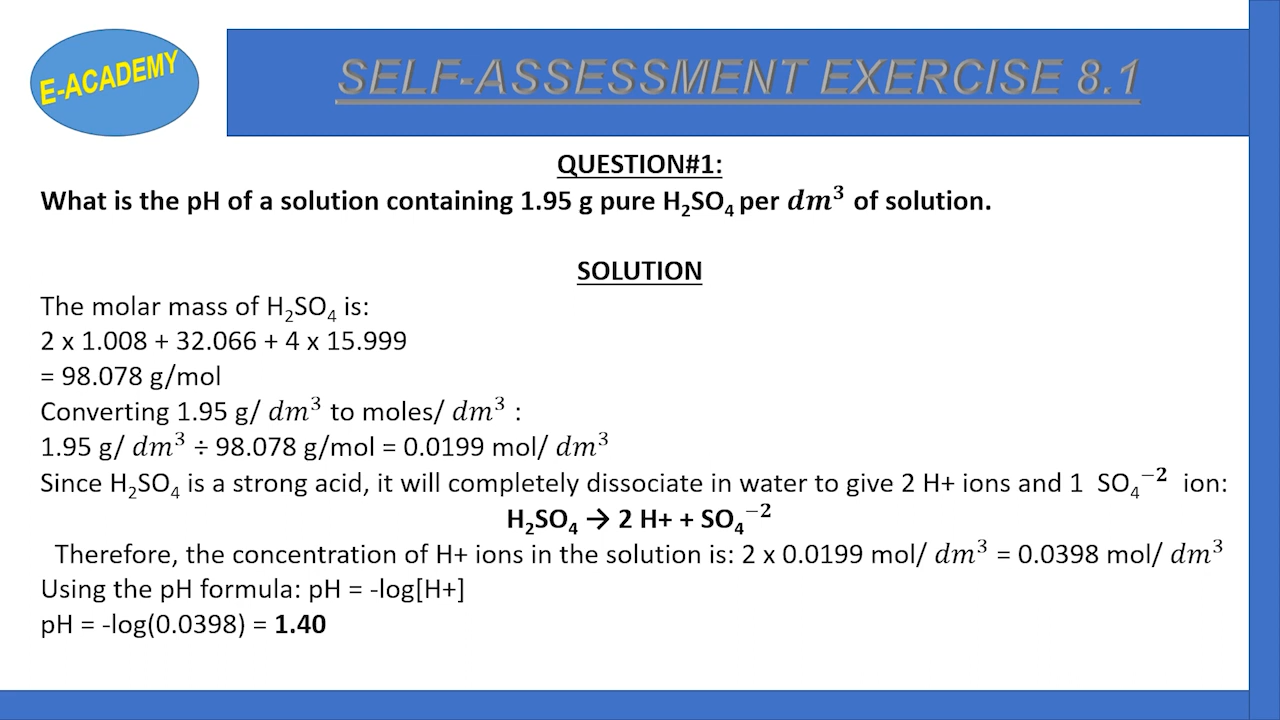 E-ACADEMY
SELF-ASSESSMENT EXERCISE 8.1
QUESTION#1:
What is the pH of a solution containing 1.95 g pure H₂SO₄ per dm³ of solution.
SOLUTION
The molar mass of H₂SO₄ is:
2 x 1.008 + 32.066 + 4 x 15.999
= 98.078 g/mol
Converting 1.95 g/ dm³ to moles/ dm³ :
1.95 g/ dm³ ÷ 98.078 g/mol = 0.0199 mol/ dm³
Since H₂SO₄ is a strong acid, it will completely dissociate in water to give 2 H+ ions and 1 SO₄⁻² ion:
H₂SO₄ → 2 H+ + SO₄⁻²
Therefore, the concentration of H+ ions in the solution is: 2 x 0.0199 mol/ dm³ = 0.0398 mol/ dm³
Using the pH formula: pH = -log[H+]
pH = -log(0.0398) = 1.40